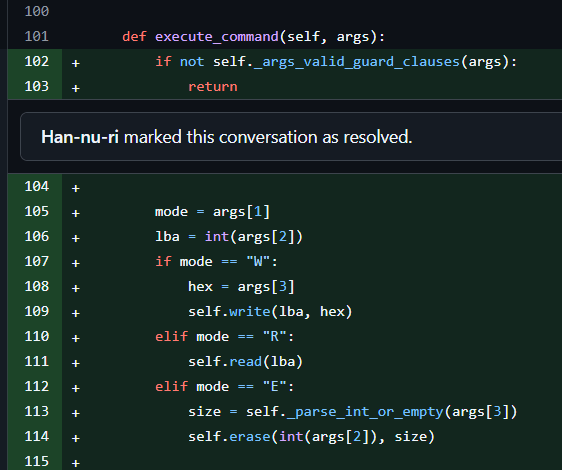 100
101 def execute_command(self, args):
102 + if not self._args_valid_guard_clauses(args):
103 + return
Han-nu-ri marked this conversation as resolved.
104 +
105 + mode = args[1]
106 + lba = int(args[2])
107 + if mode == "W":
108 + hex = args[3]
109 + self.write(lba, hex)
110 + elif mode == "R":
111 + self.read(lba)
112 + elif mode == "E":
113 + size = self._parse_int_or_empty(args[3])
114 + self.erase(int(args[2]), size)
115 +